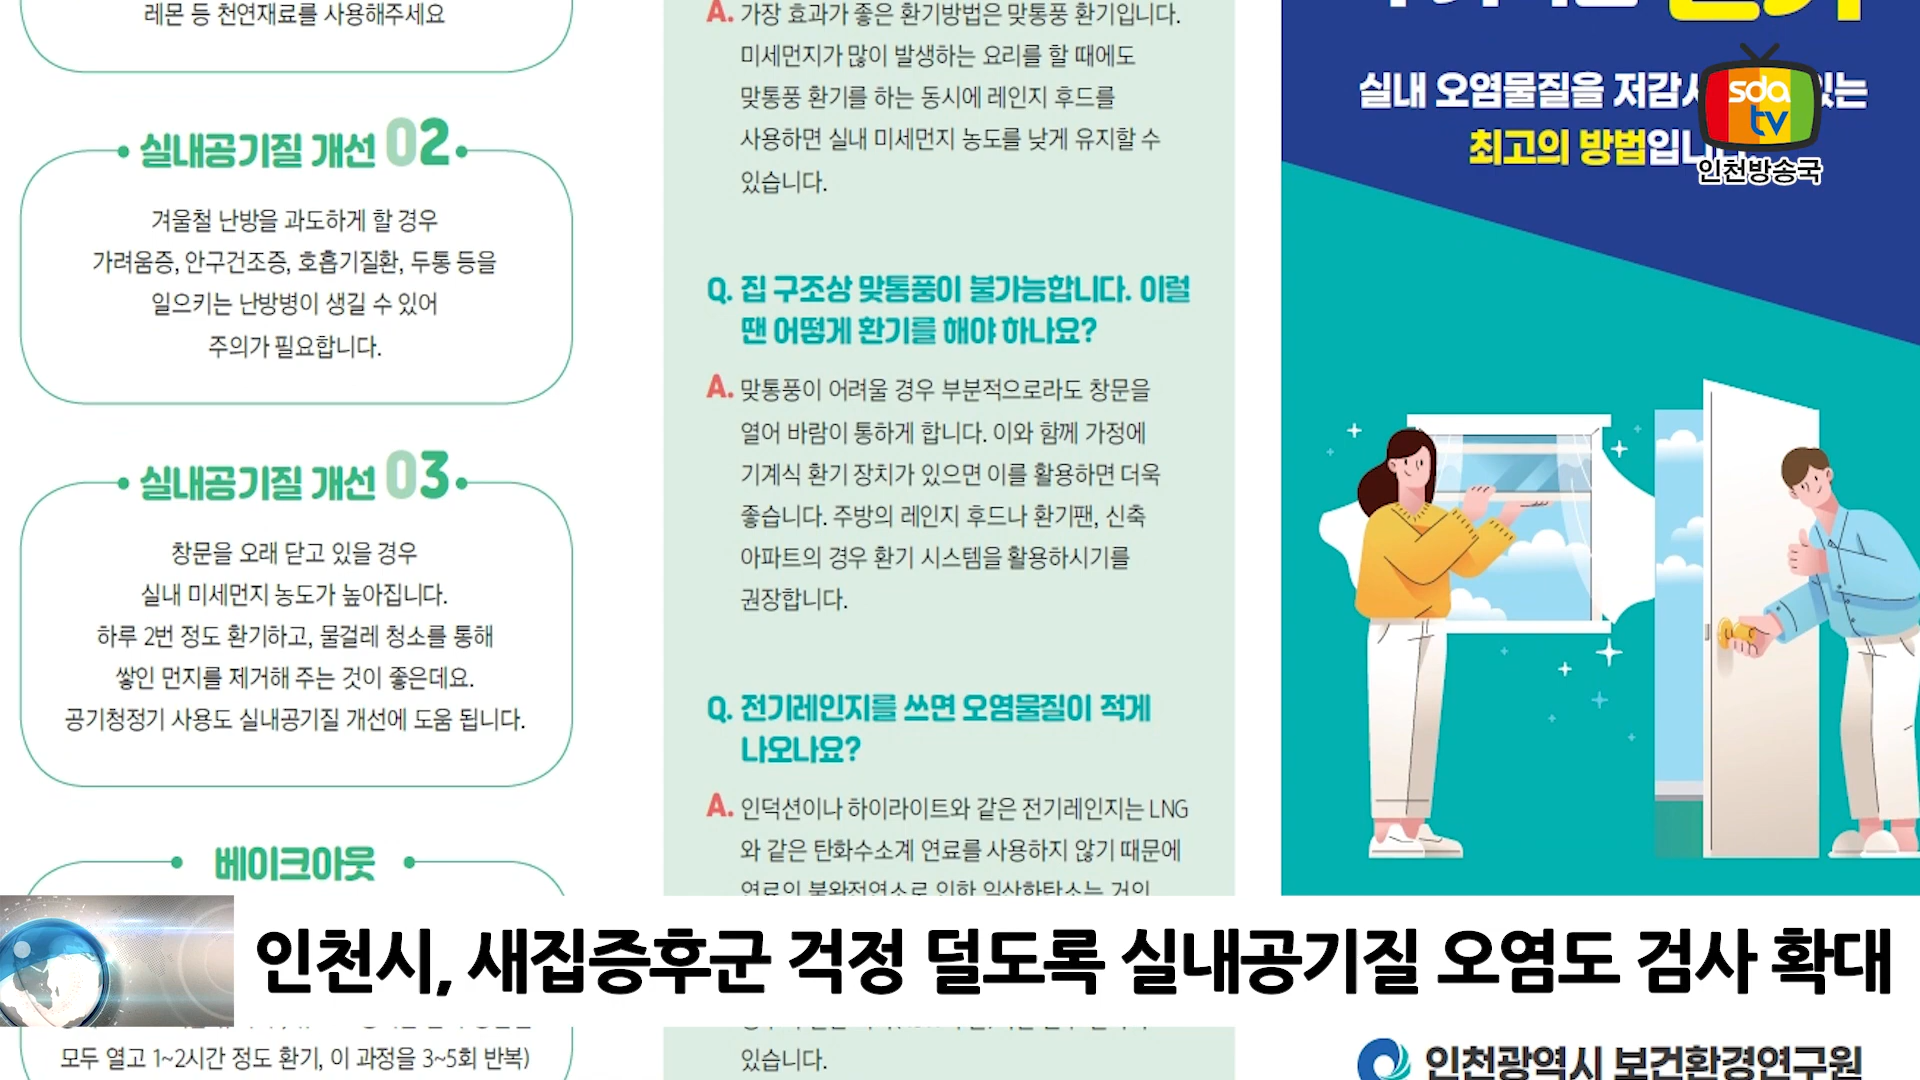 레몬 등 천연재료를 사용해주세요
실내공기질 개선 02
겨울철 난방을 과도하게 할 경우
가려움증, 안구건조증, 호흡기질환, 두통 등을
일으키는 난방병이 생길 수 있어
주의가 필요합니다.
실내공기질 개선 03
창문을 오래 닫고 있을 경우
실내 미세먼지 농도가 높아집니다.
하루 2번 정도 환기하고, 물걸레 청소를 통해
쌓인 먼지를 제거해 주는 것이 좋은데요.
공기청정기 사용도 실내공기질 개선에 도움 됩니다.
베이크아웃
모두 열고 1~2시간 정도 환기, 이 과정을 3~5회 반복)
A. 가장 효과가 좋은 환기방법은 맞통풍 환기입니다.
미세먼지가 많이 발생하는 요리를 할 때에도
맞통풍 환기를 하는 동시에 레인지 후드를
사용하면 실내 미세먼지 농도를 낮게 유지할 수
있습니다.
Q. 집 구조상 맞통풍이 불가능합니다. 이럴
땐 어떻게 환기를 해야 하나요?
A. 맞통풍이 어려울 경우 부분적으로라도 창문을
열어 바람이 통하게 합니다. 이와 함께 가정에
기계식 환기 장치가 있으면 이를 활용하면 더욱
좋습니다. 주방의 레인지 후드나 환기팬, 신축
아파트의 경우 환기 시스템을 활용하시기를
권장합니다.
Q. 전기레인지를 쓰면 오염물질이 적게
나오나요?
A. 인덕션이나 하이라이트와 같은 전기레인지는 LNG
와 같은 탄화수소계 연료를 사용하지 않기 때문에
연료의 불완전연소로 인한 일산화탄소는 거의
있습니다.
실내 오염물질을 저감시 있는
최고의 방법입니다.
sda
tv
인천방송국
인천시, 새집증후군 걱정 덜도록 실내공기질 오염도 검사 확대
인천광역시 보건환경연구원